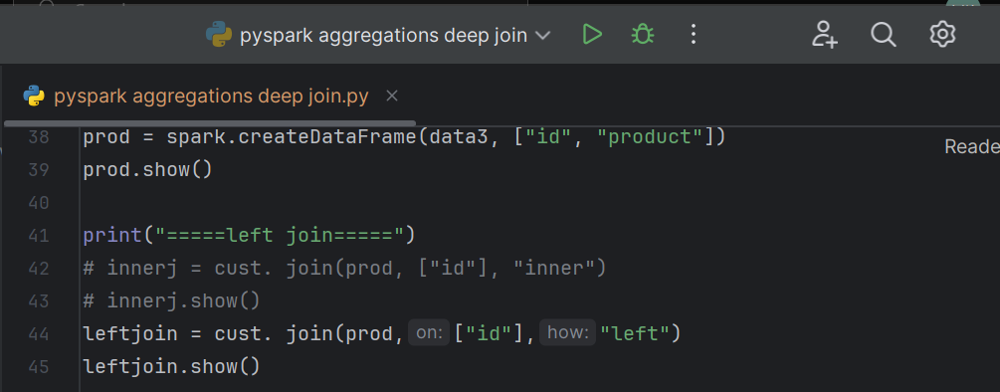 pyspark aggregations deep join
pyspark aggregations deep join.py
38 prod = spark.createDataFrame(data3, ["id", "product"])
Reade
39 prod.show()
40
41 print("=====left join=====")
42 # innerj = cust. join(prod, ["id"], "inner")
43 # innerj.show()
44 leftjoin = cust. join(prod, on: ["id"], how: "left")
45 leftjoin.show()